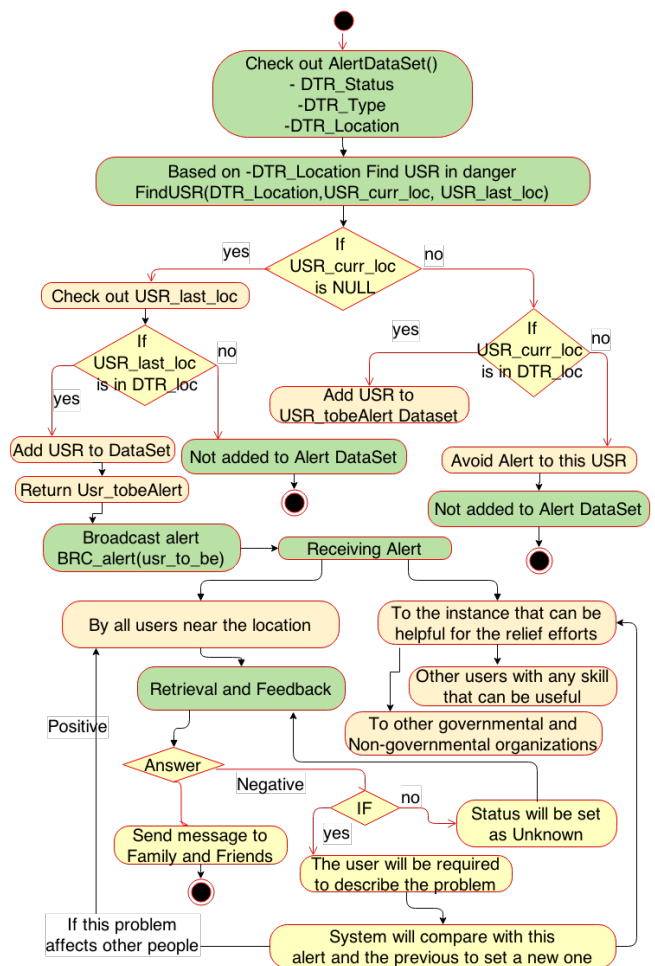 Check out AlertDataSet()
- DTR_Status
-DTR_Type
-DTR_Location
Based on -DTR_Location Find USR in danger
FindUSR(DTR_Location,USR_curr_loc, USR_last_loc)
If
USR_curr_loc
is NULL
yes
no
Check out USR_last_loc
If
USR_last_loc
is in DTR_loc
yes
no
If
USR_curr_loc
is in DTR_loc
yes
no
Add USR to
USR_tobeAlert Dataset
Add USR to DataSet
Not added to Alert DataSet
Avoid Alert to this USR
Return Usr_tobeAlert
Not added to Alert DataSet
Broadcast alert
BRC_alert(usr_to_be)
Receiving Alert
By all users near the location
To the instance that can be
helpful for the relief efforts
Other users with any skill
that can be useful
To other governmental and
Non-governmental organizations
Retrieval and Feedback
Positive
Answer
Negative
IF
no
yes
Status will be set
as Unknown
Send message to
Family and Friends
The user will be required
to describe the problem
If this problem
affects other people
System will compare with this
alert and the previous to set a new one